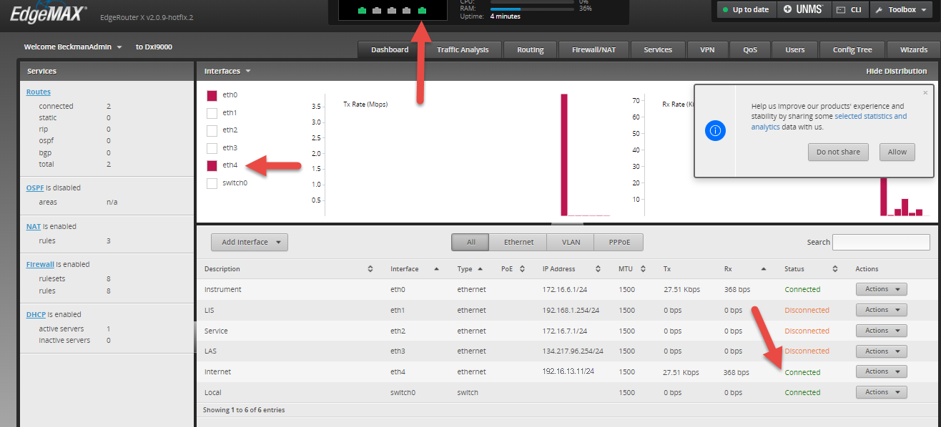 EdgeMAX EdgeRouter X v2.0.9-hotfix.2
CPU: 0%
RAM: 36%
Uptime: 4 minutes
Up to date UNMS CLI Toolbox
Welcome BeckmanAdmin to DxI9000
Dashboard Traffic Analysis Routing Firewall/NAT Services VPN QoS Users Config Tree Wizards
Services
Routes
connected 2
static 0
rip 0
ospf 0
bgp 0
total 2
OSPF is disabled
areas n/a
NAT is enabled
rules 3
Firewall is enabled
rulesets 8
rules 8
DHCP is enabled
active servers 1
inactive servers 0
Interfaces Hide Distribution
eth0
eth1
eth2
eth3
eth4
switch0
Tx Rate (Mbps)
3.5
3.0
2.5
2.0
1.5
1.0
0.5
Rx Rate (K
70
60
50
40
30
20
10
Help us improve our products' experience and
stability by sharing some selected statistics and
analytics data with us.
Do not share Allow
Add Interface All Ethernet VLAN PPPoE Search
Description Interface Type PoE IP Address MTU Tx Rx Status Actions
Instrument eth0 ethernet 172.16.6.1/24 1500 27.51 Kbps 368 bps Connected Actions
LIS eth1 ethernet 192.168.1.254/24 1500 0 bps 0 bps Disconnected Actions
Service eth2 ethernet 172.16.7.1/24 1500 0 bps 0 bps Disconnected Actions
LAS eth3 ethernet 134.217.96.254/24 1500 0 bps 0 bps Disconnected Actions
Internet eth4 ethernet 192.16.13.11/24 1500 27.51 Kbps 368 bps Connected Actions
Local switch0 switch 1500 0 bps 0 bps Connected Actions
Showing 1 to 6 of 6 entries